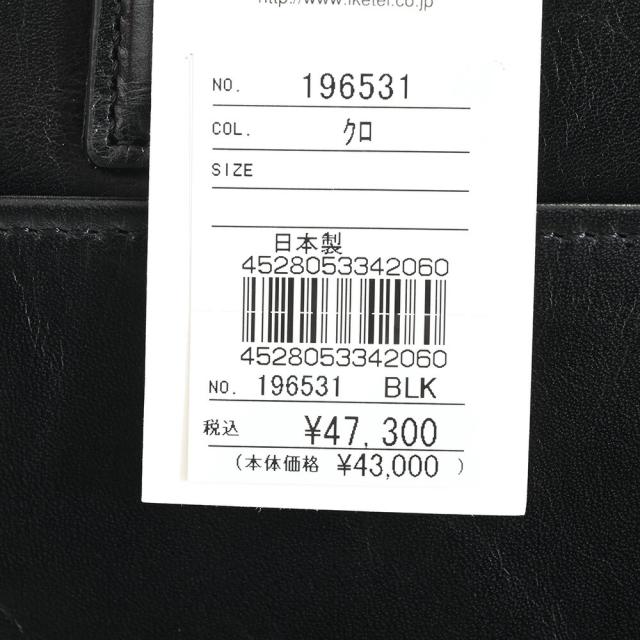 http://www.iketei.co.jp
NO. 196531
COL. クロ
SIZE
日本製
4528053342060
4528053342060
NO. 196531 BLK
税込 ¥47,300
(本体価格 ¥43,000 )